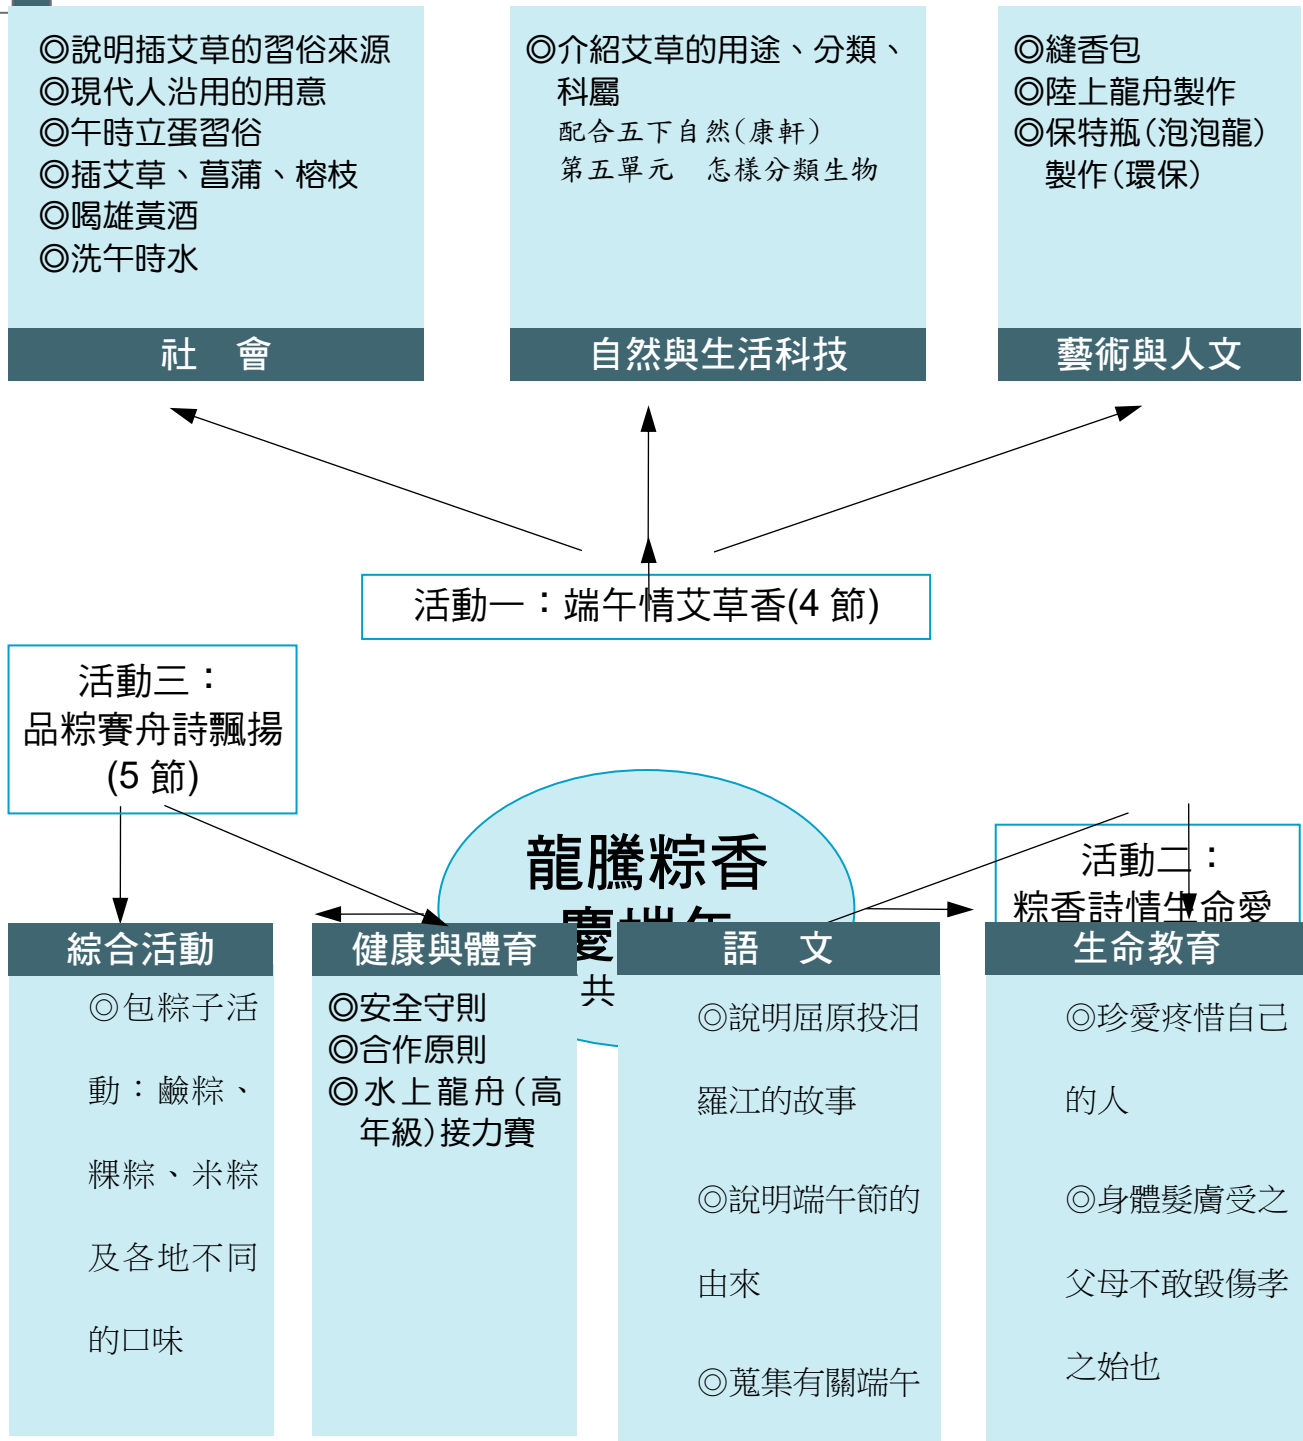 ◎說明插艾草的習俗來源
◎現代人沿用的用意
◎午時立蛋習俗
◎插艾草、菖蒲、榕枝
◎喝雄黃酒
◎洗午時水
社 會
◎介紹艾草的用途、分類、
科屬
配合五下自然(康軒)
第五單元 怎樣分類生物
自然與生活科技
◎縫香包
◎陸上龍舟製作
◎保特瓶(泡泡龍)
製作(環保)
藝術與人文
活動一：端午情艾草香(4 節)
活動三：
品粽賽舟詩飄揚
(5 節)
龍騰粽香
慶端午
共
活動二：
粽香詩情生命愛
綜合活動
◎包粽子活
動：鹼粽、
粿粽、米粽
及各地不同
的口味
健康與體育
◎安全守則
◎合作原則
◎水上龍舟(高
年級)接力賽
語 文
◎說明屈原投汨
羅江的故事
◎說明端午節的
由來
◎蒐集有關端午
生命教育
◎珍愛疼惜自己
的人
◎身體髮膚受之
父母不敢毀傷孝
之始也